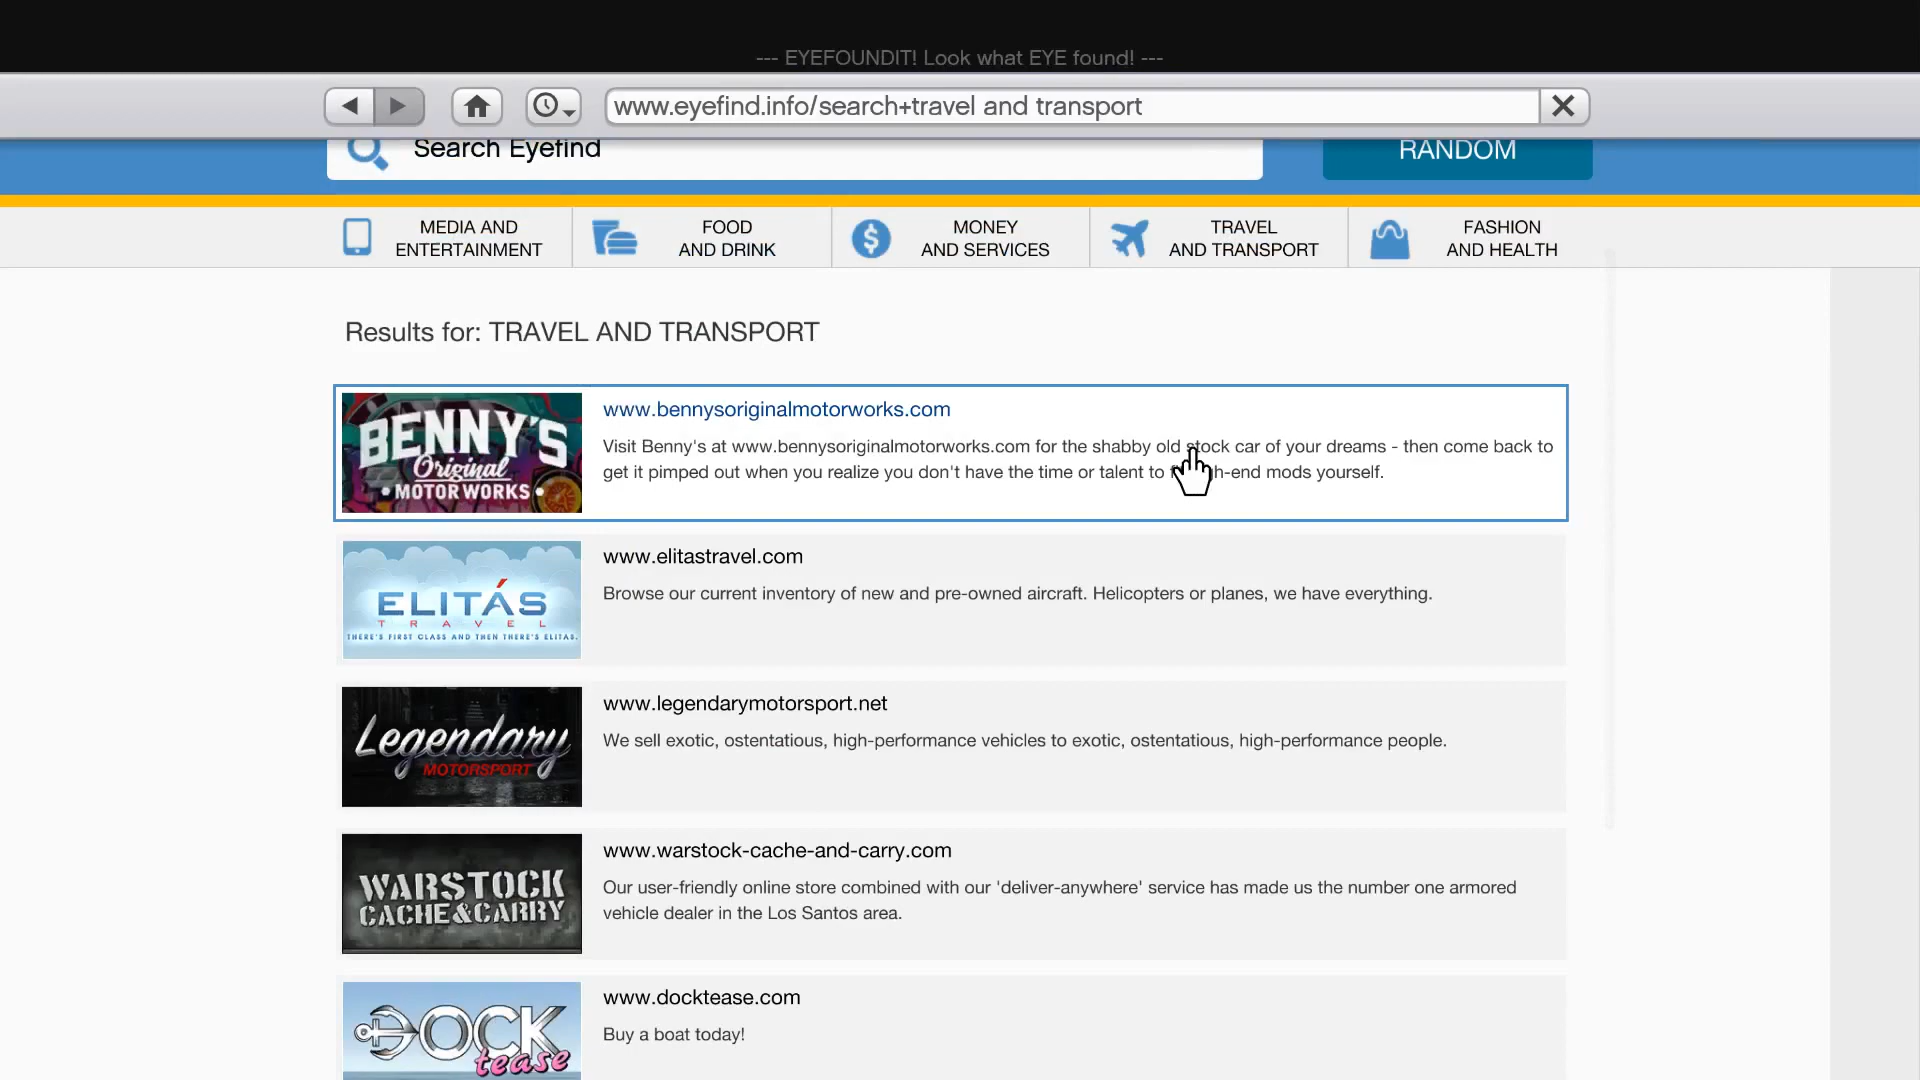 --- EYEFOUNDIT! Look what EYE found! ---
www.eyefind.info/search+travel and transport
Search Eyefind
RANDOM
MEDIA AND
ENTERTAINMENT
FOOD
AND DRINK
MONEY
AND SERVICES
TRAVEL
AND TRANSPORT
FASHION
AND HEALTH
Results for: TRAVEL AND TRANSPORT
BENNY'S
Original
MOTOR WORKS
www.bennysoriginalmotorworks.com
Visit Benny's at www.bennysoriginalmotorworks.com for the shabby old stock car of your dreams - then come back to
get it pimped out when you realize you don't have the time or talent to -end mods yourself.
ELITÁS
TRAVEL
THERE'S FIRST CLASS AND THEN THERE'S ELITAS.
www.elitastravel.com
Browse our current inventory of new and pre-owned aircraft. Helicopters or planes, we have everything.
Legendary
MOTORSPORT
www.legendarymotorsport.net
We sell exotic, ostentatious, high-performance vehicles to exotic, ostentatious, high-performance people.
WARSTOCK
CACHE&CARRY
www.warstock-cache-and-carry.com
Our user-friendly online store combined with our 'deliver-anywhere' service has made us the number one armored
vehicle dealer in the Los Santos area.
DOCK
tease
www.docktease.com
Buy a boat today!